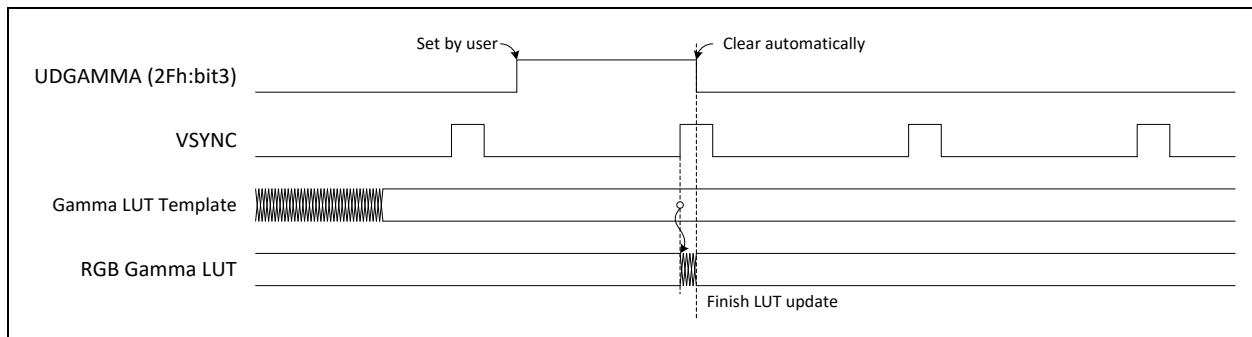 Set by user
Clear automatically
UDGAMMA (2Fh:bit3)
VSYNC
Gamma LUT Template
RGB Gamma LUT
Finish LUT update